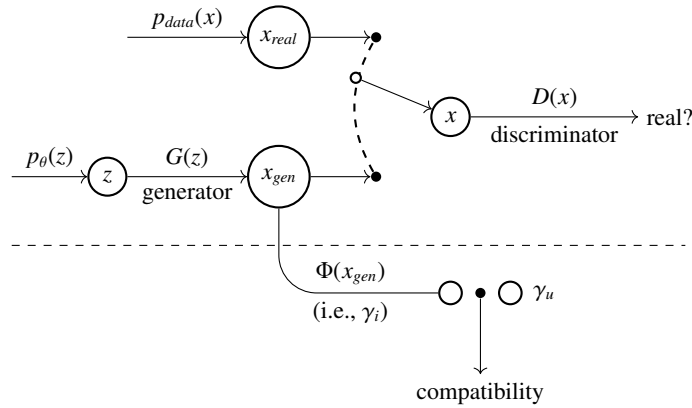 p_data(x)
x_real
D(x)
x
real?
discriminator
p_θ(z)
G(z)
z
x_gen
generator
Φ(x_gen)
γ_u
(i.e., γ_i)
compatibility